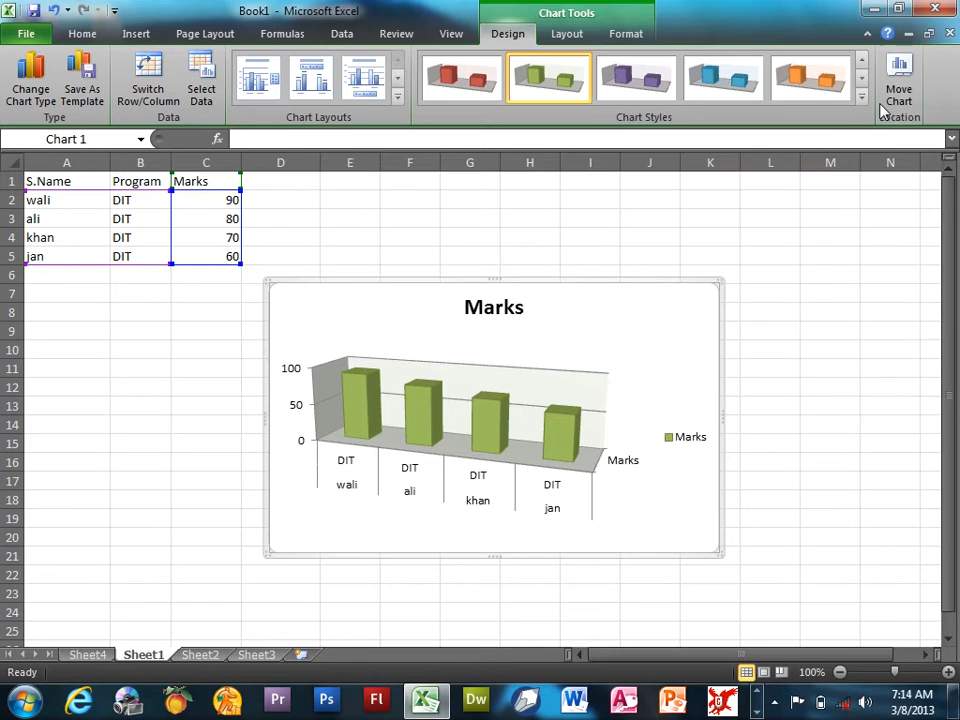 Book1 - Microsoft Excel
Chart Tools
File Home Insert Page Layout Formulas Data Review View Design Layout Format
Change Chart Type
Save As Template
Type
Switch Row/Column
Select Data
Data
Chart Layouts
Chart Styles
Move Chart
Chart 1
fx
A B C D E F G H I J K L M N
1 S.Name Program Marks
2 wali DIT 90
3 ali DIT 80
4 khan DIT 70
5 jan DIT 60
6
7
8
9
10
11
12
13
14
15
16
17
18
19
20
21
22
23
24
25
Marks
100
50
0
DIT DIT DIT DIT
wali ali khan jan
Marks
Marks
Sheet4 Sheet1 Sheet2 Sheet3
Ready
100%
Pr Ps Fl Dw
7:14 AM
3/8/2013